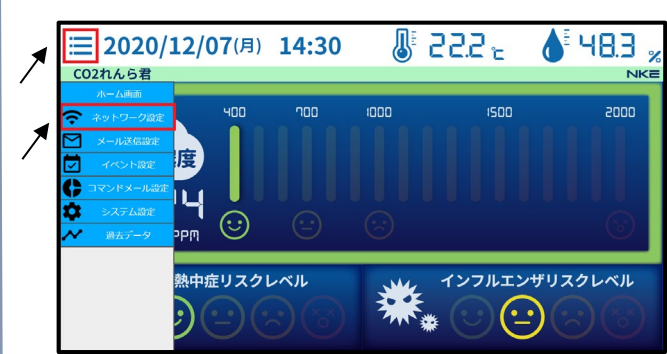 2020/12/07(月) 14:30 22.2℃ 48.3 %
CO2れんら君 NKE
ホーム画面
ネットワーク設定
メール送信設定
イベント設定
コマンドメール設定
システム設定
過去データ
400 700 1000 1500 2000
度
PPM
熱中症リスクレベル
インフルエンザリスクレベル